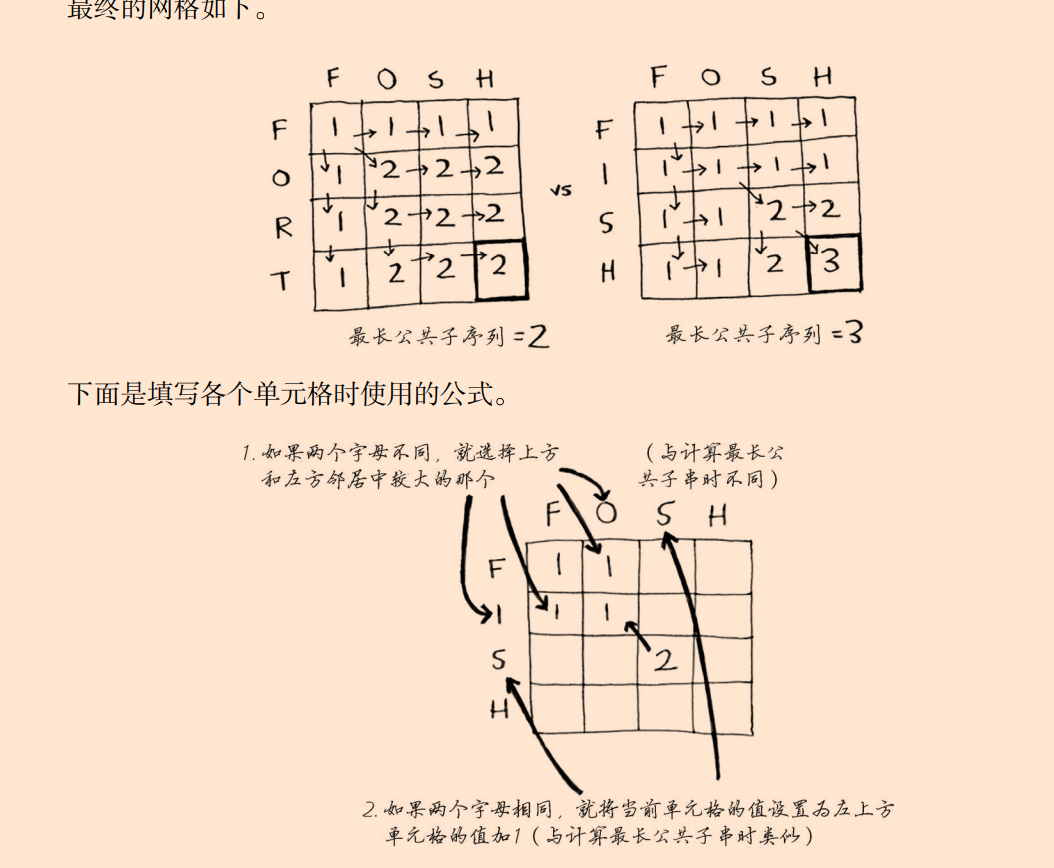 最终的网格如下。
F O S H F O S H
F 1 1 1 1 F 1 1 1 1
O 1 2 2 2 vs I 1 1 1 1
R 1 2 2 2 S 1 1 2 2
T 1 2 2 2 H 1 1 2 3
最长公共子序列=2 最长公共子序列=3
下面是填写各个单元格时使用的公式。
1.如果两个字母不同,就选择上方
和左方邻居中较大的那个
(与计算最长公
共子串时不同)
F O S H
F 1 1
I 1 1
S 2
H
2.如果两个字母相同,就将当前单元格的值设置为左上方
单元格的值加1(与计算最长公共子串时类似)